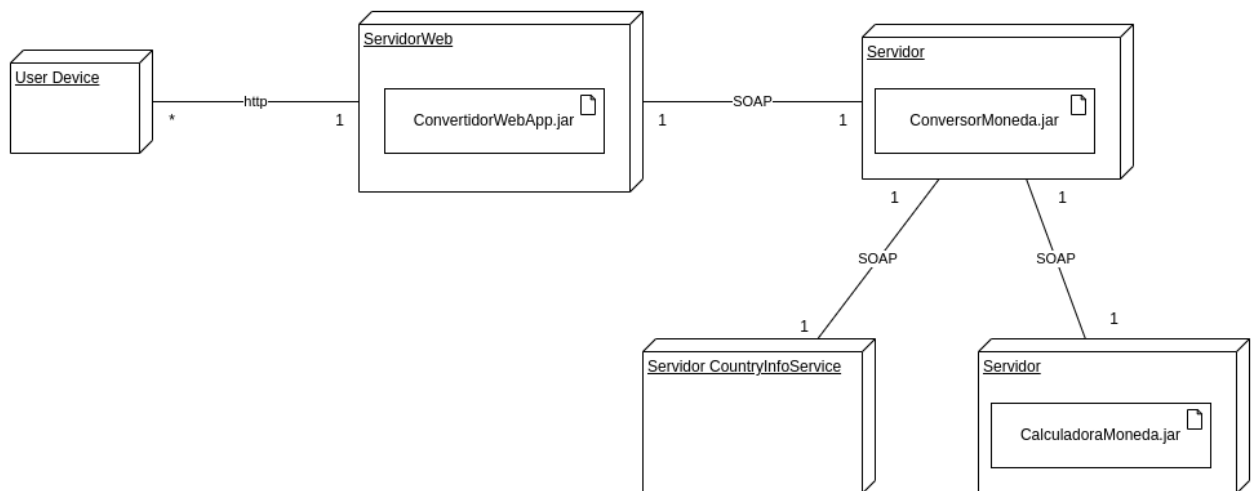 ServidorWeb
Servidor
User Device
http
ConvertidorWebApp.jar
SOAP
ConversorMoneda.jar
*
1
1
1
1
1
SOAP
SOAP
1
1
Servidor CountryInfoService
Servidor
CalculadoraMoneda.jar